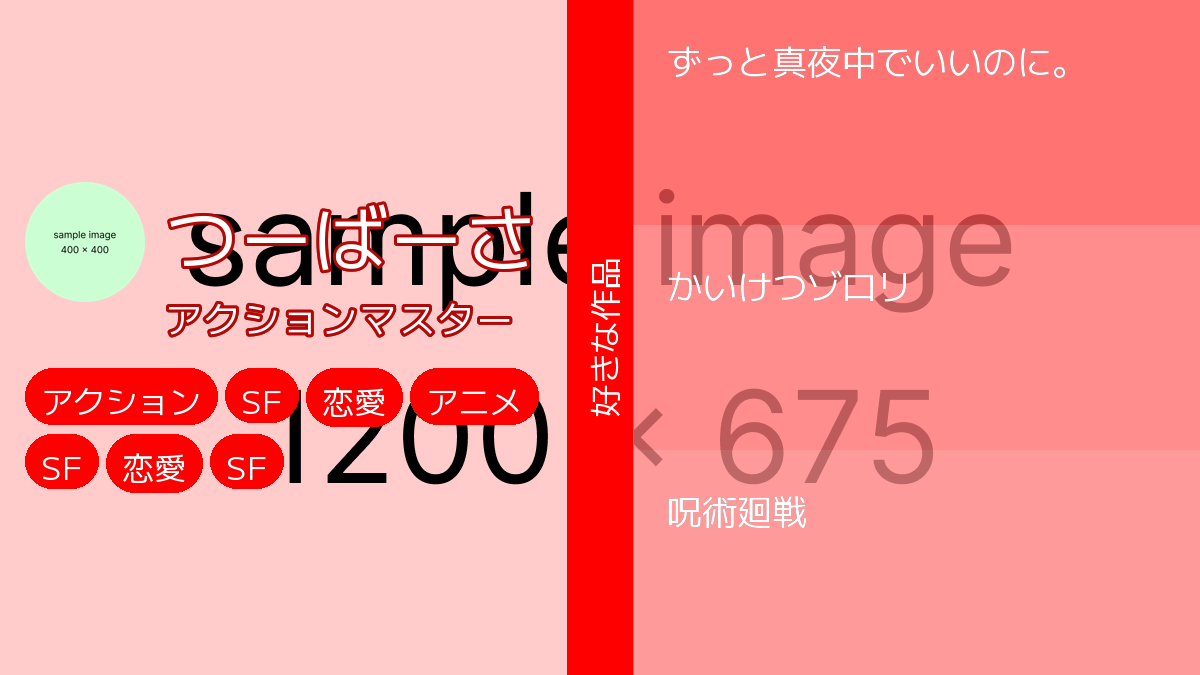 sample image
400 × 400
つーばーさ
アクションマスター
アクション SF 恋愛 アニメ
SF 恋愛 SF
sample image
1200 × 675
好きな作品
ずっと真夜中でいいのに。
かいけつゾロリ
呪術廻戦